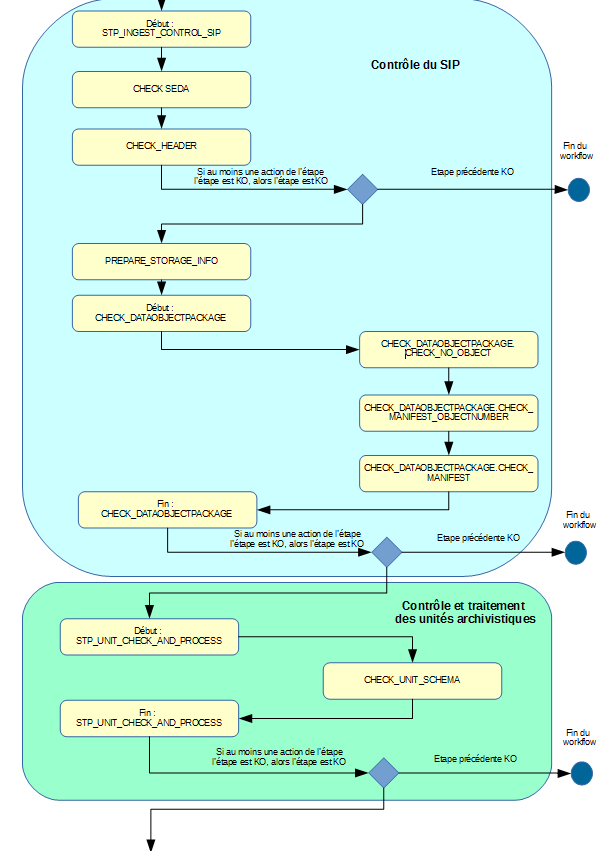 Début :
STP_INGEST_CONTROL_SIP
Contrôle du SIP
CHECK SEDA
CHECK_HEADER
Fin du
workflow
Si au moins une action de l'étape
l'étape est KO, alors l'étape est KO
Etape précédente KO
PREPARE_STORAGE_INFO
Début :
CHECK_DATAOBJECTPACKAGE
CHECK_DATAOBJECTPACKAGE.
CHECK_NO_OBJECT
CHECK_DATAOBJECTPACKAGE.CHECK_
MANIFEST_OBJECTNUMBER
CHECK_DATAOBJECTPACKAGE.CHECK_
MANIFEST
Fin :
CHECK_DATAOBJECTPACKAGE
Fin du
workflow
Si au moins une action de l'étape
l'étape est KO, alors l'étape est KO
Etape précédente KO
Contrôle et traitement
des unités archivistiques
Début :
STP_UNIT_CHECK_AND_PROCESS
CHECK_UNIT_SCHEMA
Fin :
STP_UNIT_CHECK_AND_PROCESS
Fin du
workflow
Si au moins une action de l'étape
l'étape est KO, alors l'étape est KO
Etape précédente KO